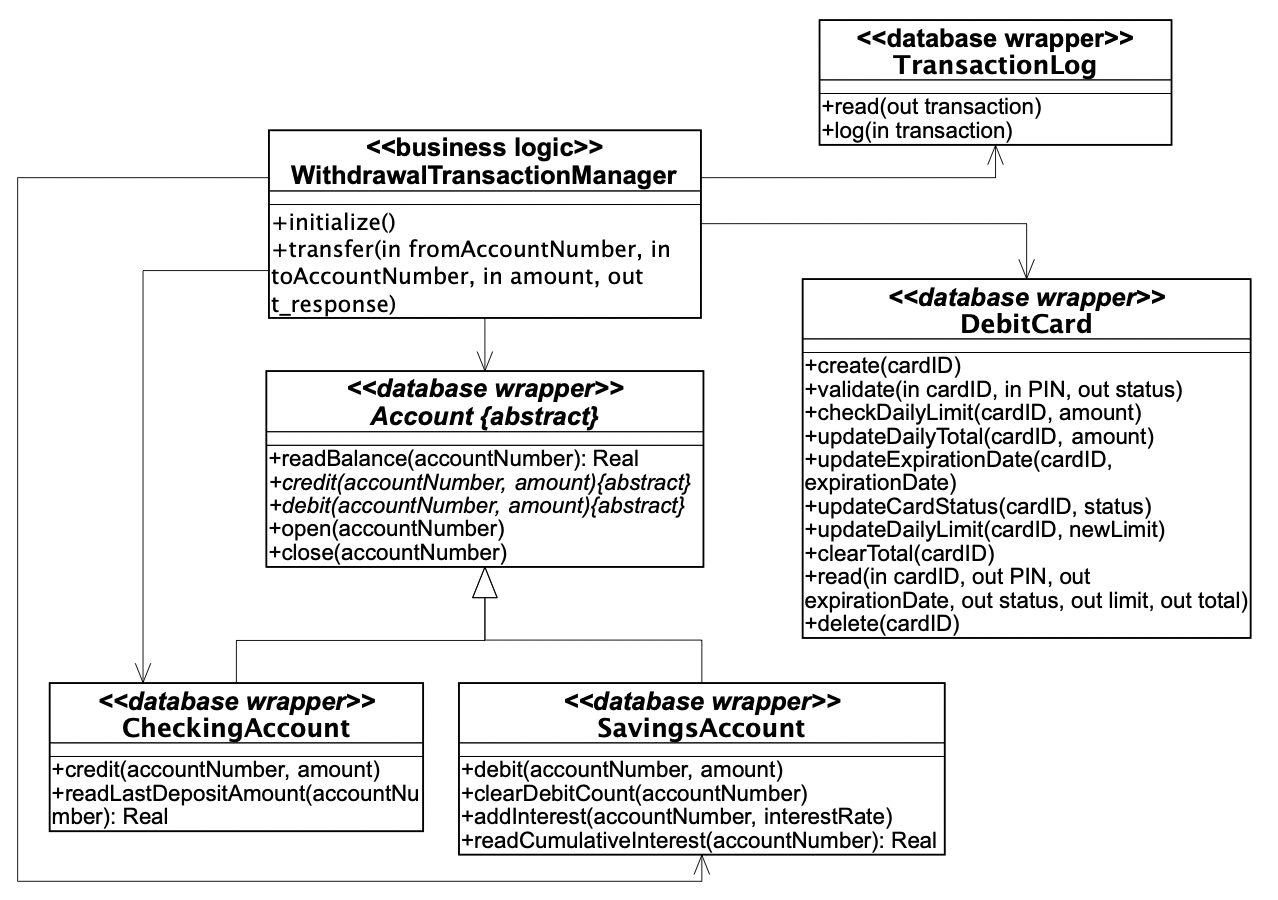 <<database wrapper>>
TransactionLog
+read(out transaction)
+log(in transaction)
<<business logic>>
WithdrawalTransactionManager
+initialize()
+transfer(in fromAccountNumber, in
toAccountNumber, in amount, out
t_response)
<<database wrapper>>
DebitCard
+create(cardID)
+validate(in cardID, in PIN, out status)
+checkDailyLimit(cardID, amount)
+updateDailyTotal(cardID, amount)
+updateExpirationDate(cardID,
expirationDate)
+updateCardStatus(cardID, status)
+updateDailyLimit(cardID, newLimit)
+clearTotal(cardID)
+read(in cardID, out PIN, out
expirationDate, out status, out limit, out total)
+delete(cardID)
<<database wrapper>>
Account {abstract}
+readBalance(accountNumber): Real
+credit(accountNumber, amount){abstract}
+debit(accountNumber, amount){abstract}
+open(accountNumber)
+close(accountNumber)
<<database wrapper>>
CheckingAccount
+credit(accountNumber, amount)
+readLastDepositAmount(accountNu
mber): Real
<<database wrapper>>
SavingsAccount
+debit(accountNumber, amount)
+clearDebitCount(accountNumber)
+addInterest(accountNumber, interestRate)
+readCumulativeInterest(accountNumber): Real